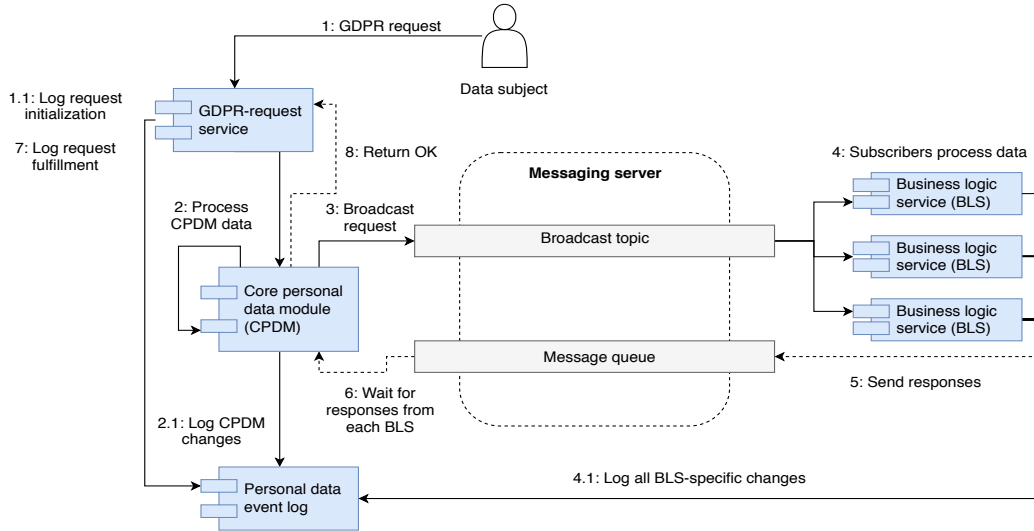 1: GDPR request
Data subject
1.1: Log request
initialization
7: Log request
fulfillment
GDPR-request
service
8: Return OK
Messaging server
4: Subscribers process data
2: Process
CPDM data
3: Broadcast
request
Broadcast topic
Business logic
service (BLS)
Business logic
service (BLS)
Business logic
service (BLS)
Core personal
data module
(CPDM)
Message queue
5: Send responses
6: Wait for
responses from
each BLS
2.1: Log CPDM
changes
4.1: Log all BLS-specific changes
Personal data
event log